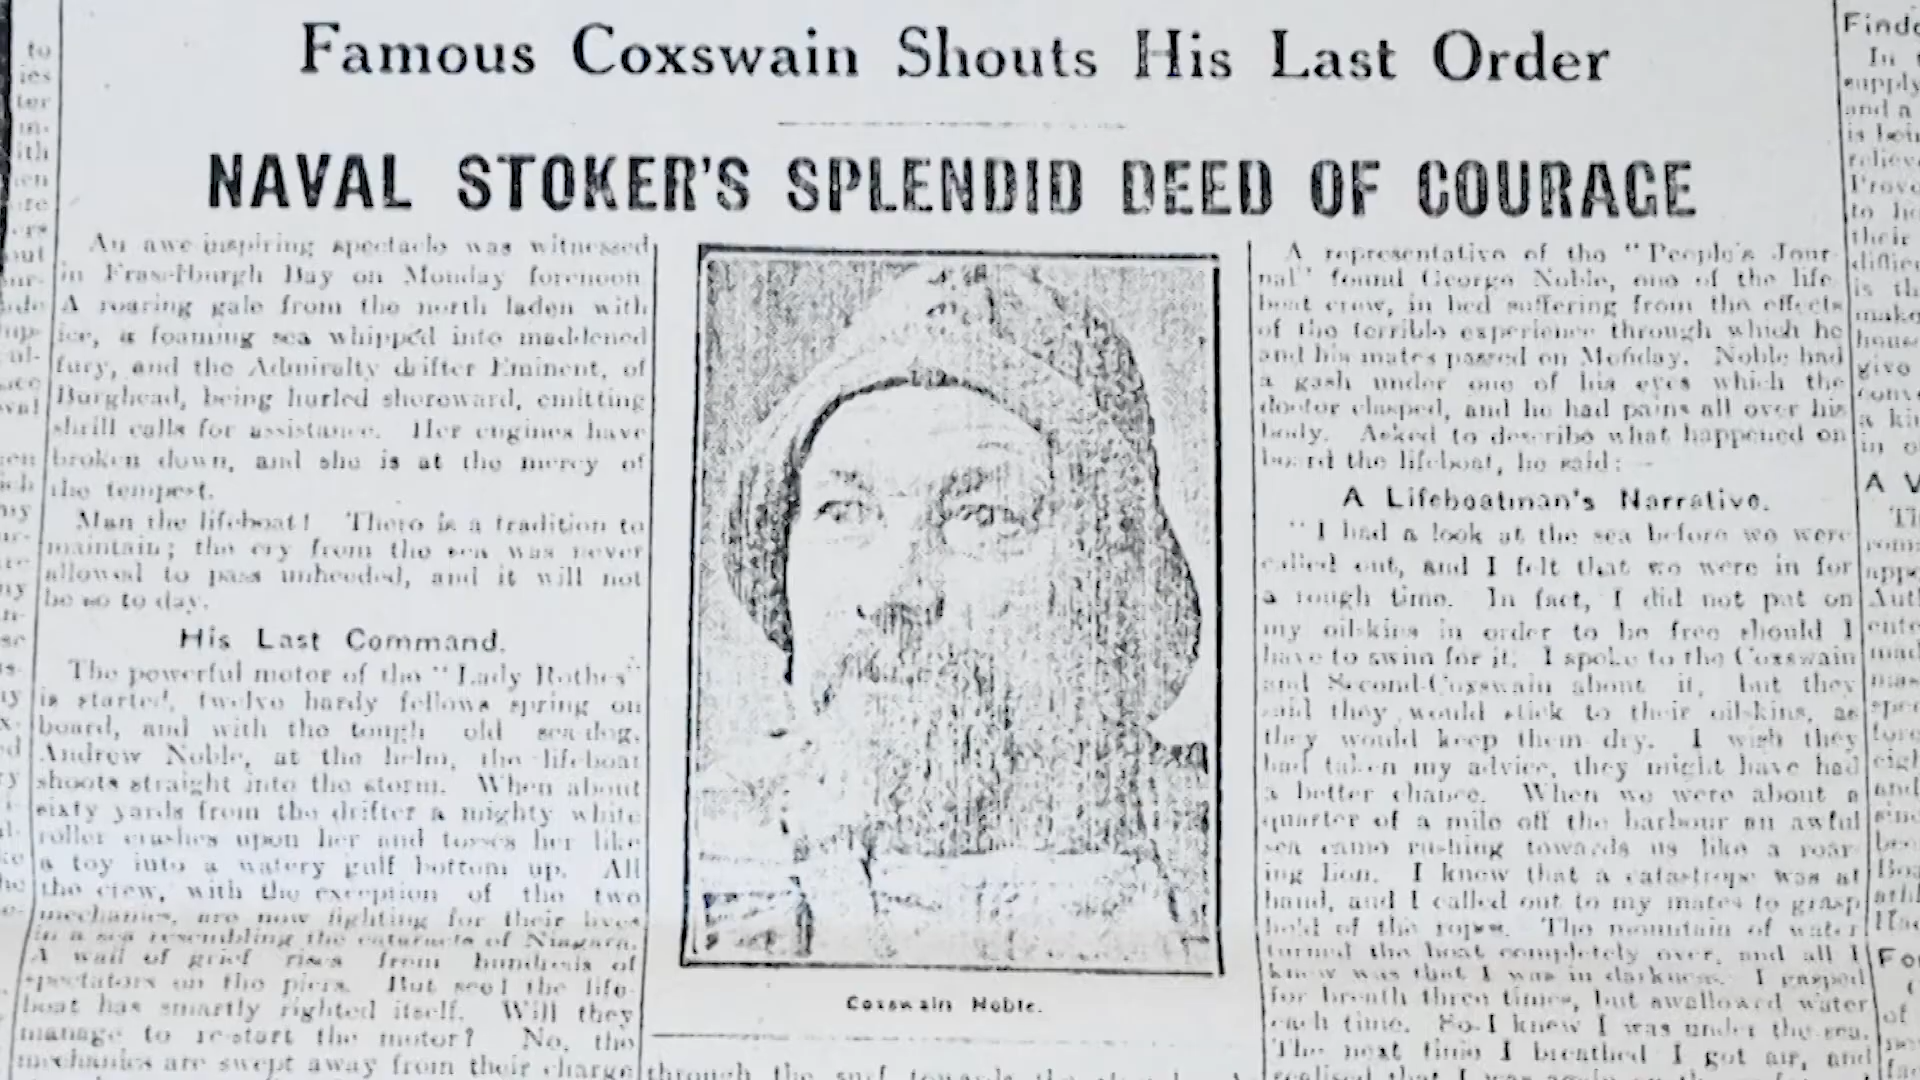 Famous Coxswain Shouts His Last Order
NAVAL STOKER'S SPLENDID DEED OF COURAGE
An awe-inspiring spectacle was witnessed
in Fraserburgh Bay on Monday forenoon
A roaring gale from the north laden with
ice, a foaming sea whipped into maddened
fury, and the Admiralty drifter Eminent, of
Burghead, being hurled shoreward, emitting
shrill calls for assistance. Her engines have
broken down, and she is at the mercy of
the tempest.
Man the lifeboat! There is a tradition to
maintain; the cry from the sea was never
allowed to pass unheeded, and it will not
be so to-day.
His Last Command.
The powerful motor of the "Lady Rothes"
is started, twelve hardy fellows spring on
board, and with the tough old sea-dog,
Andrew Noble, at the helm, the lifeboat
shoots straight into the storm. When about
sixty yards from the drifter a mighty white
roller crashes upon her and tosses her like
a toy into a watery gulf bottom up. All
the crew, with the exception of the two
mechanics, are now fighting for their lives
in a sea resembling the cataracts of Niagara.
A wail of grief rises from hundreds of
spectators on the piers. But see! the life-
boat has smartly righted itself. Will they
manage to re-start the motor? No, the
mechanics are swept away from their charge
Coxswain Noble.
through the surf towards the
A representative of the "People's Jour-
nal" found George Noble, one of the life-
boat crew, in bed suffering from the effects
of the terrible experience through which he
and his mates passed on Monday. Noble had
a gash under one of his eyes which the
doctor clasped, and he had pains all over his
body. Asked to describe what happened on
board the lifeboat, he said:—
A Lifeboatman's Narrative.
"I had a look at the sea before we were
called out, and I felt that we were in for
a rough time. In fact, I did not put on
my oilskins in order to be free should I
have to swim for it. I spoke to the Coxswain
and Second-Coxswain about it, but they
said they would stick to their oilskins, as
they would keep them dry. I wish they
had taken my advice, they might have had
a better chance. When we were about a
quarter of a mile off the harbour an awful
sea came rushing towards us like a roar-
ing lion. I knew that a catastrope was at
hand, and I called out to my mates to grasp
hold of the ropes. The mountain of water
turned the boat completely over, and all I
knew was that I was in darkness. I gasped
for breath three times, but swallowed water
each time. So I knew I was under the sea.
The next time I breathed I got air, and
realised that I was again on the